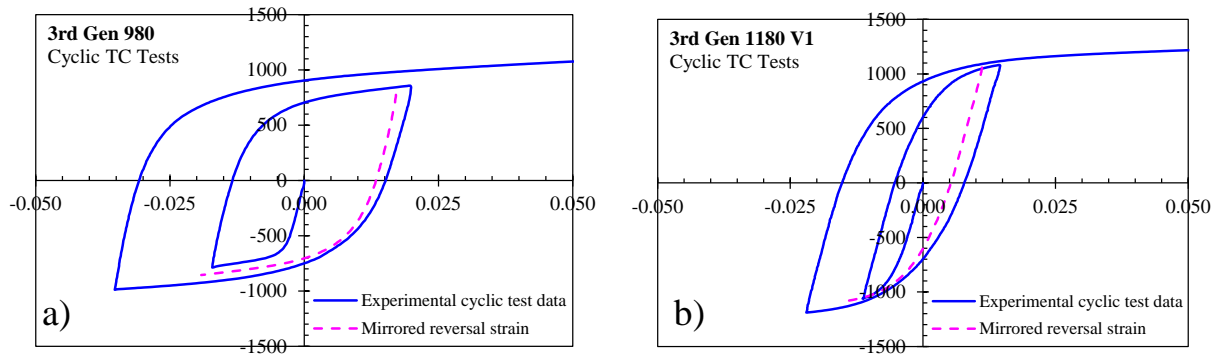 3rd Gen 980
Cyclic TC Tests
1500
1000
500
0
-500
-1000
-1500
-0.050
-0.025
0.000
0.025
0.050
Experimental cyclic test data
Mirrored reversal strain
a)
3rd Gen 1180 V1
Cyclic TC Tests
1500
1000
500
0
-500
-1000
-1500
-0.050
-0.025
0.000
0.025
0.050
Experimental cyclic test data
Mirrored reversal strain
b)